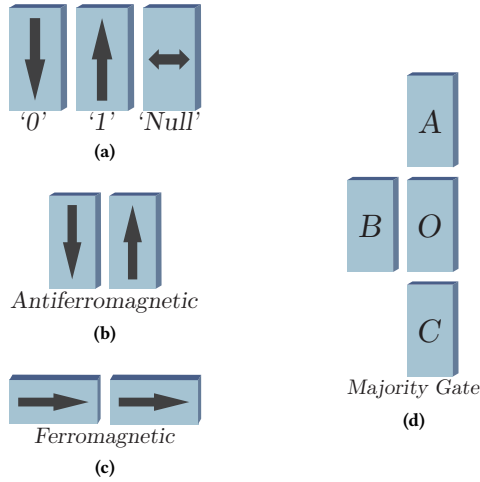 ‘0’ ‘1’ ‘Null’
(a)
Antiferromagnetic
(b)
Ferromagnetic
(c)
A
B O
C
Majority Gate
(d)